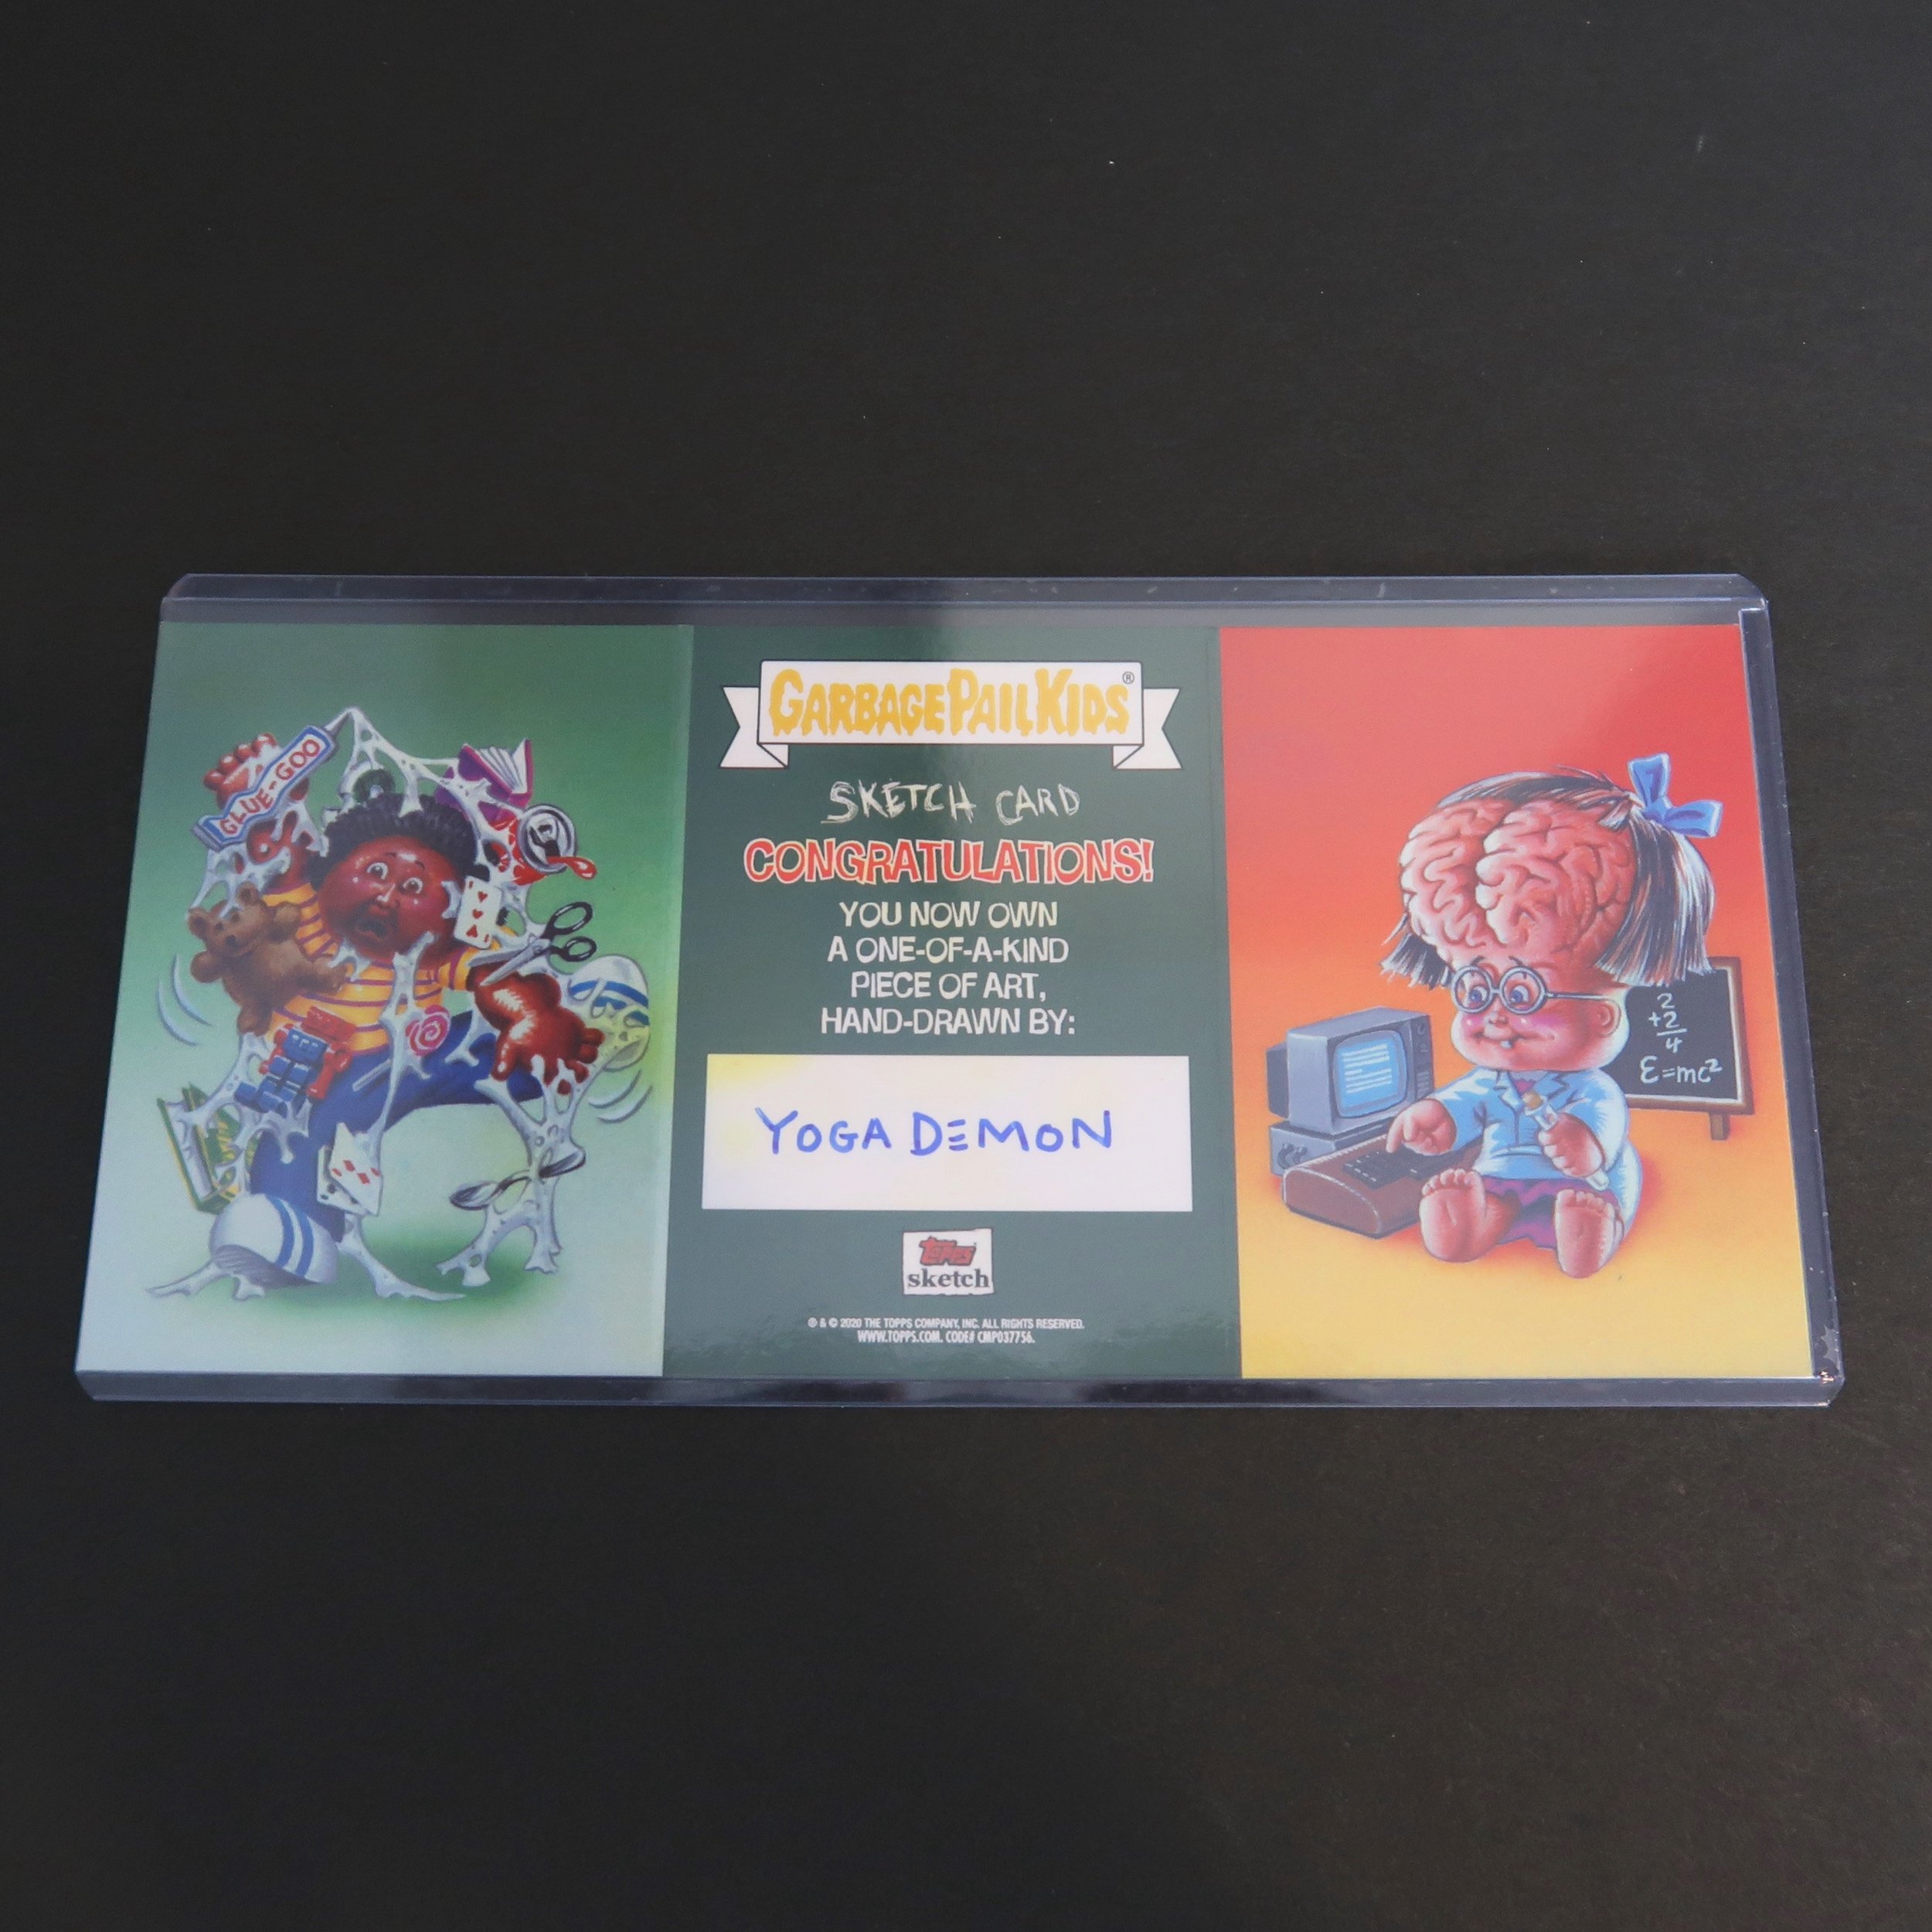 GLUE-GOO
GARBAGE PAIL KIDS®
SKETCH CARD
CONGRATULATIONS!
YOU NOW OWN
A ONE-OF-A-KIND
PIECE OF ART,
HAND-DRAWN BY:
YOGA DEMON
TOPPS
sketch
® & © 2020 THE TOPPS COMPANY, INC. ALL RIGHTS RESERVED.
WWW.TOPPS.COM. CODE# CMP037756.
2
+2
4
E=mc²